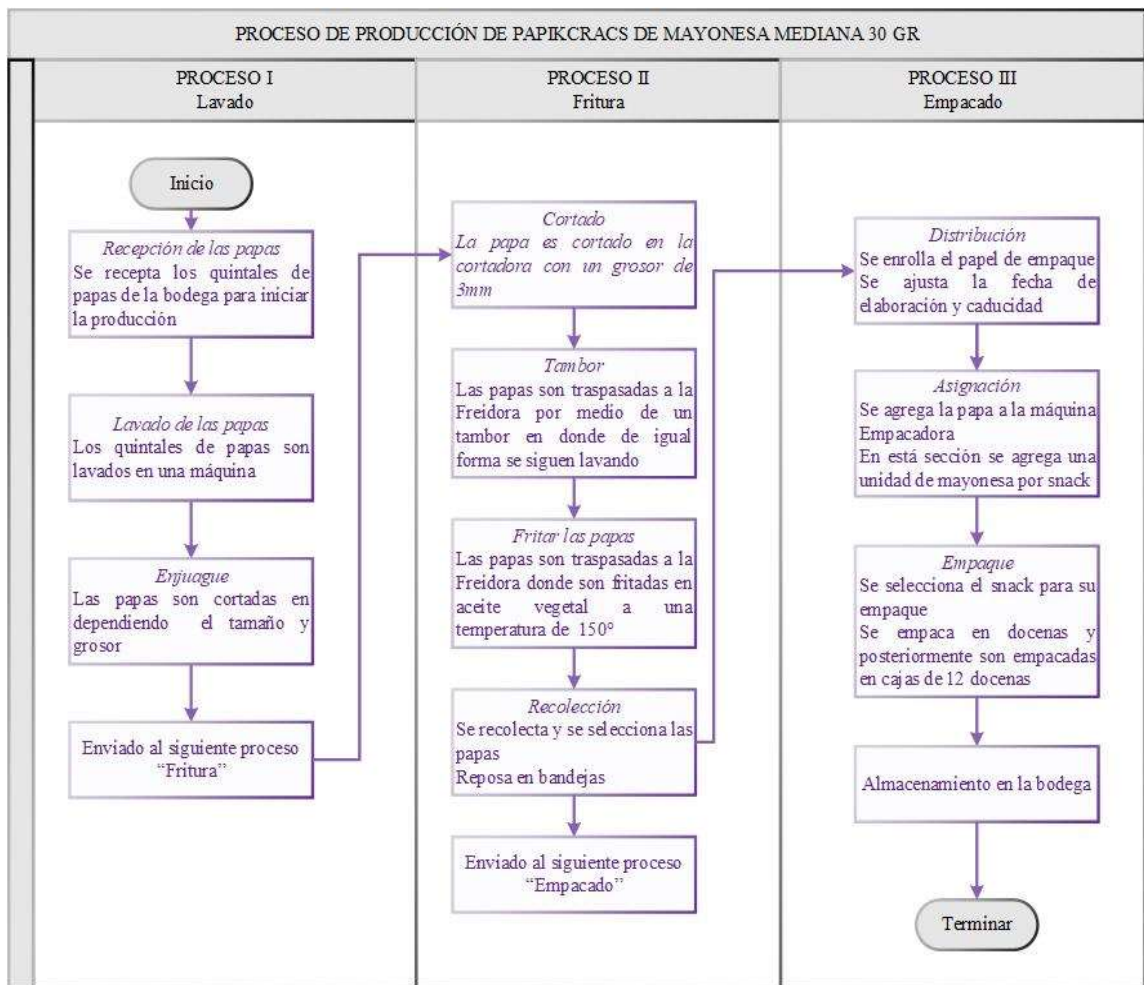 PROCESO DE PRODUCCIÓN DE PAPIKCRACS DE MAYONESA MEDIANA 30 GR
PROCESO I
Lavado
Inicio
Recepción de las papas
Se recepta los quintales de
papas de la bodega para iniciar
la producción
Lavado de las papas
Los quintales de papas son
lavados en una máquina
Enjuague
Las papas son cortadas en
dependiendo el tamaño y
grosor
Enviado al siguiente proceso
“Fritura”
PROCESO II
Fritura
Cortado
La papa es cortado en la
cortadora con un grosor de
3mm
Tambor
Las papas son traspasadas a la
Freidora por medio de un
tambor en donde de igual
forma se siguen lavando
Fritar las papas
Las papas son traspasadas a la
Freidora donde son fritadas en
aceite vegetal a una
temperatura de 150°
Recolección
Se recolecta y se selecciona las
papas
Reposa en bandejas
Enviado al siguiente proceso
“Empacado”
PROCESO III
Empacado
Distribución
Se enrolla el papel de empaque
Se ajusta la fecha de
elaboración y caducidad
Asignación
Se agrega la papa a la máquina
Empacadora
En está sección se agrega una
unidad de mayonesa por snack
Empaque
Se selecciona el snack para su
empaque
Se empaca en docenas y
posteriormente son empacadas
en cajas de 12 docenas
Almacenamiento en la bodega
Terminar